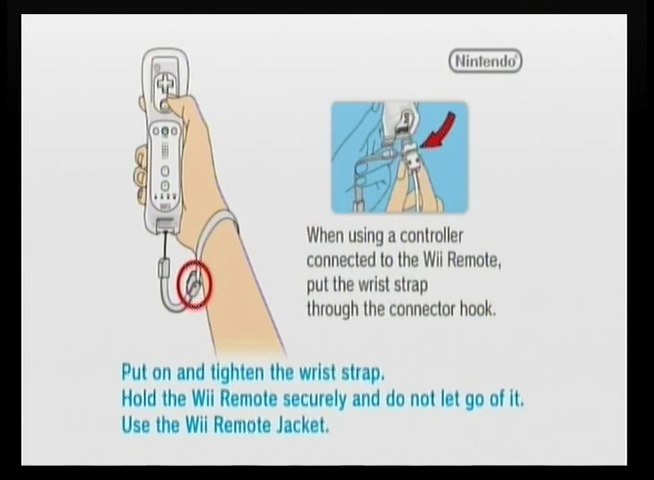 Nintendo
When using a controller
connected to the Wii Remote,
put the wrist strap
through the connector hook.
Put on and tighten the wrist strap.
Hold the Wii Remote securely and do not let go of it.
Use the Wii Remote Jacket.